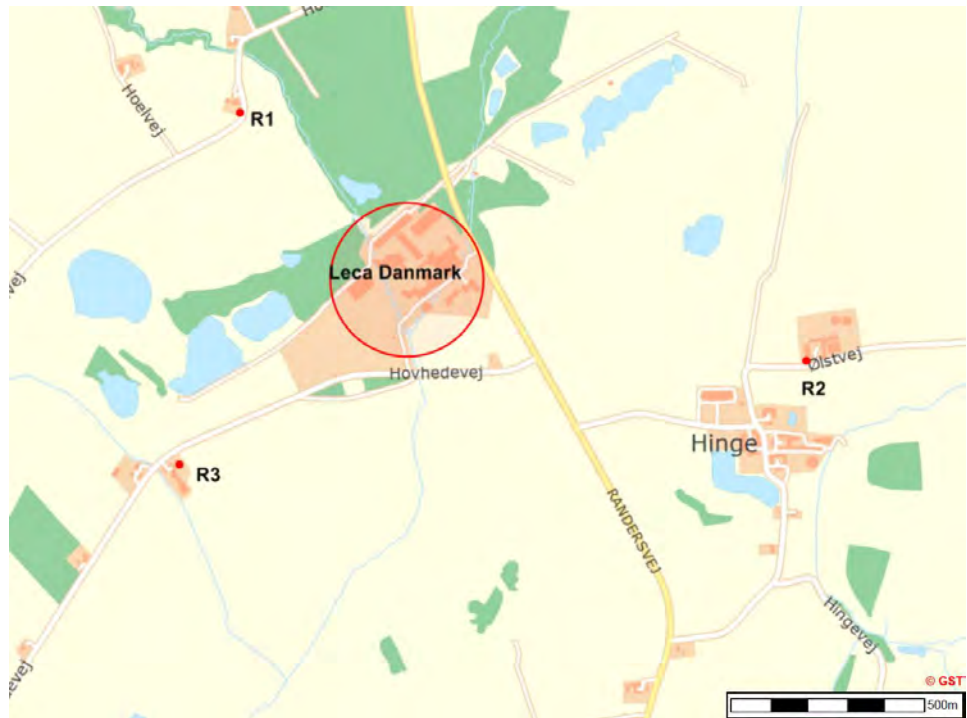 Hoelvej
R1
Leca Danmark
Hovhedevej
Ølstvej
R2
Hinge
R3
RANDERSVEJ
Hingevej
© GST
500m